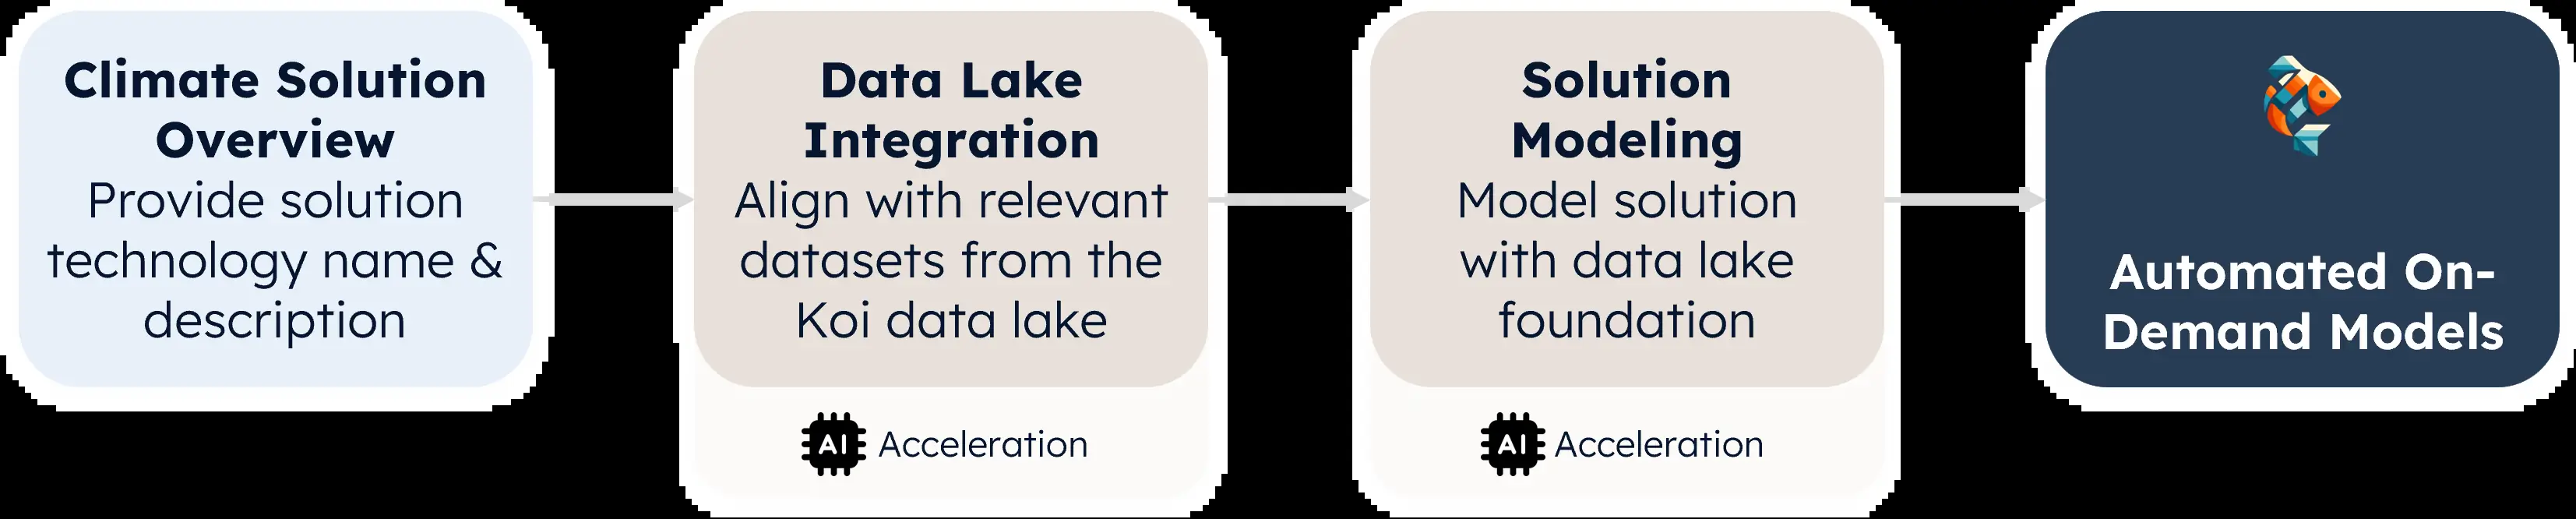 Climate Solution
Overview
Provide solution
technology name &
description
Data Lake
Integration
Align with relevant
datasets from the
Koi data lake
AI Acceleration
Solution
Modeling
Model solution
with data lake
foundation
AI Acceleration
Automated On-
Demand Models